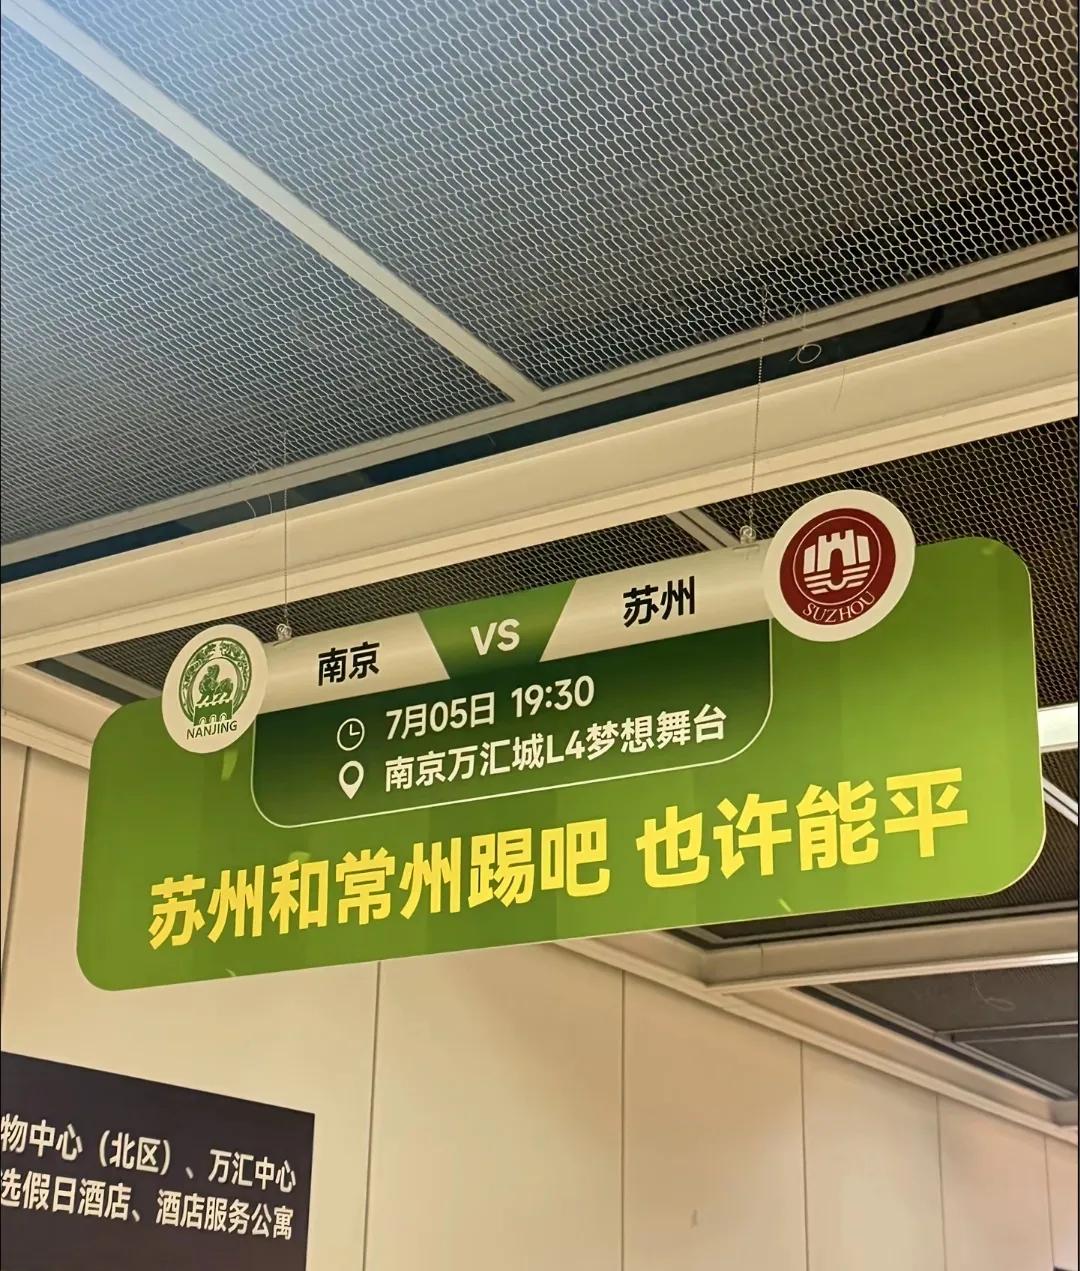 南京 VS 苏州
NANJING
SUZHOU
7月05日 19:30
南京万汇城L4梦想舞台
苏州和常州踢吧 也许能平
物中心（北区）、万汇中心
选假日酒店、酒店服务公寓